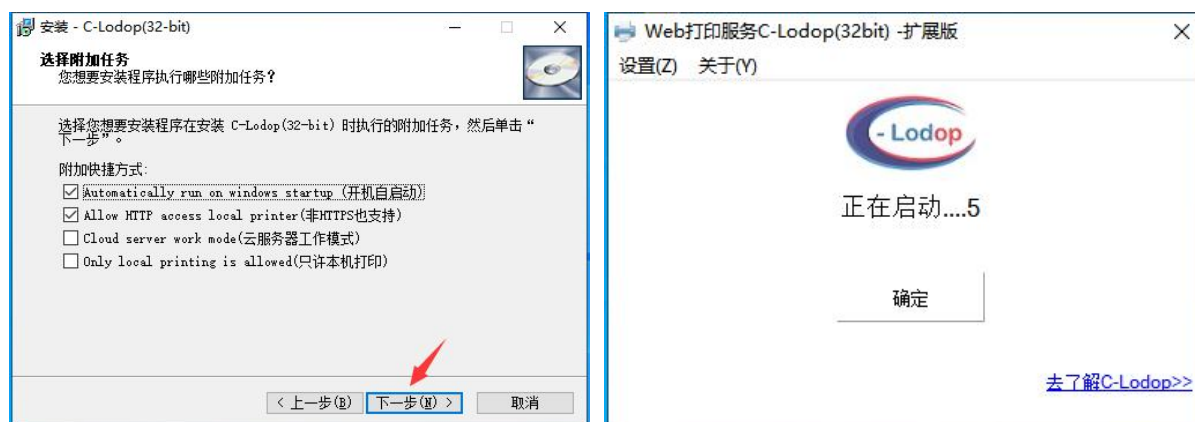 安装 - C-Lodop(32-bit)
选择附加任务
您想要安装程序执行哪些附加任务?
选择您想要安装程序在安装 C-Lodop(32-bit) 时执行的附加任务，然后单击“
下一步”。
附加快捷方式:
Automatically run on windows startup (开机自启动)
Allow HTTP access local printer(非HTTPS也支持)
Cloud server work mode(云服务器工作模式)
Only local printing is allowed(只许本机打印)
< 上一步(B)
下一步(N) >
取消
Web打印服务C-Lodop(32bit) -扩展版
设置(Z) 关于(Y)
- Lodop
正在启动....5
确定
去了解C-Lodop>>